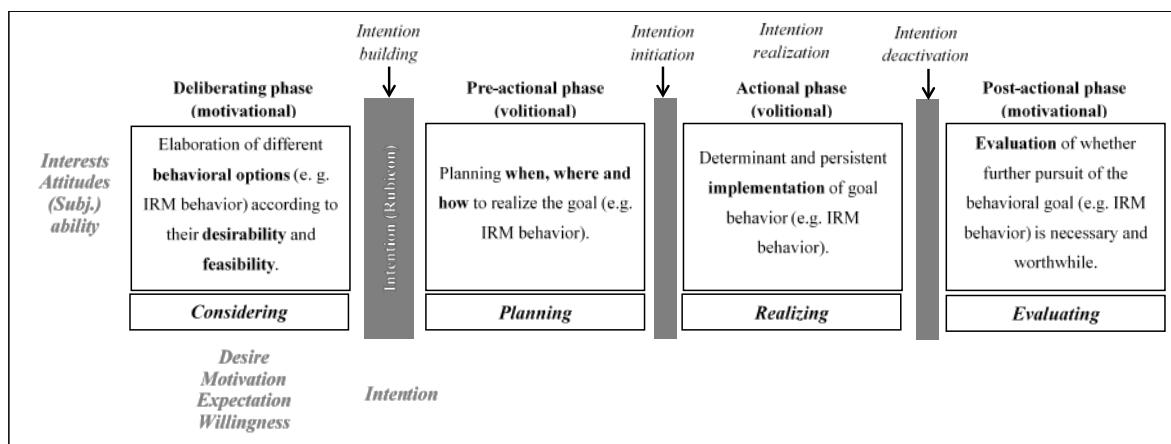 Intention
building
Intention
initiation
Intention
realization
Intention
deactivation
Deliberating phase
(motivational)
Elaboration of different
behavioral options (e. g.
IRM behavior) according to
their desirability and
feasibility.
Considering
Interests
Attitudes
(Subj.)
ability
Desire
Motivation
Expectation
Willingness
Intention (Rubicon)
Intention
Pre-actional phase
(volitional)
Planning when, where and
how to realize the goal (e.g.
IRM behavior).
Planning
Actional phase
(volitional)
Determinant and persistent
implementation of goal
behavior (e.g. IRM
behavior).
Realizing
Post-actional phase
(motivational)
Evaluation of whether
further pursuit of the
behavioral goal (e.g. IRM
behavior) is necessary and
worthwhile.
Evaluating